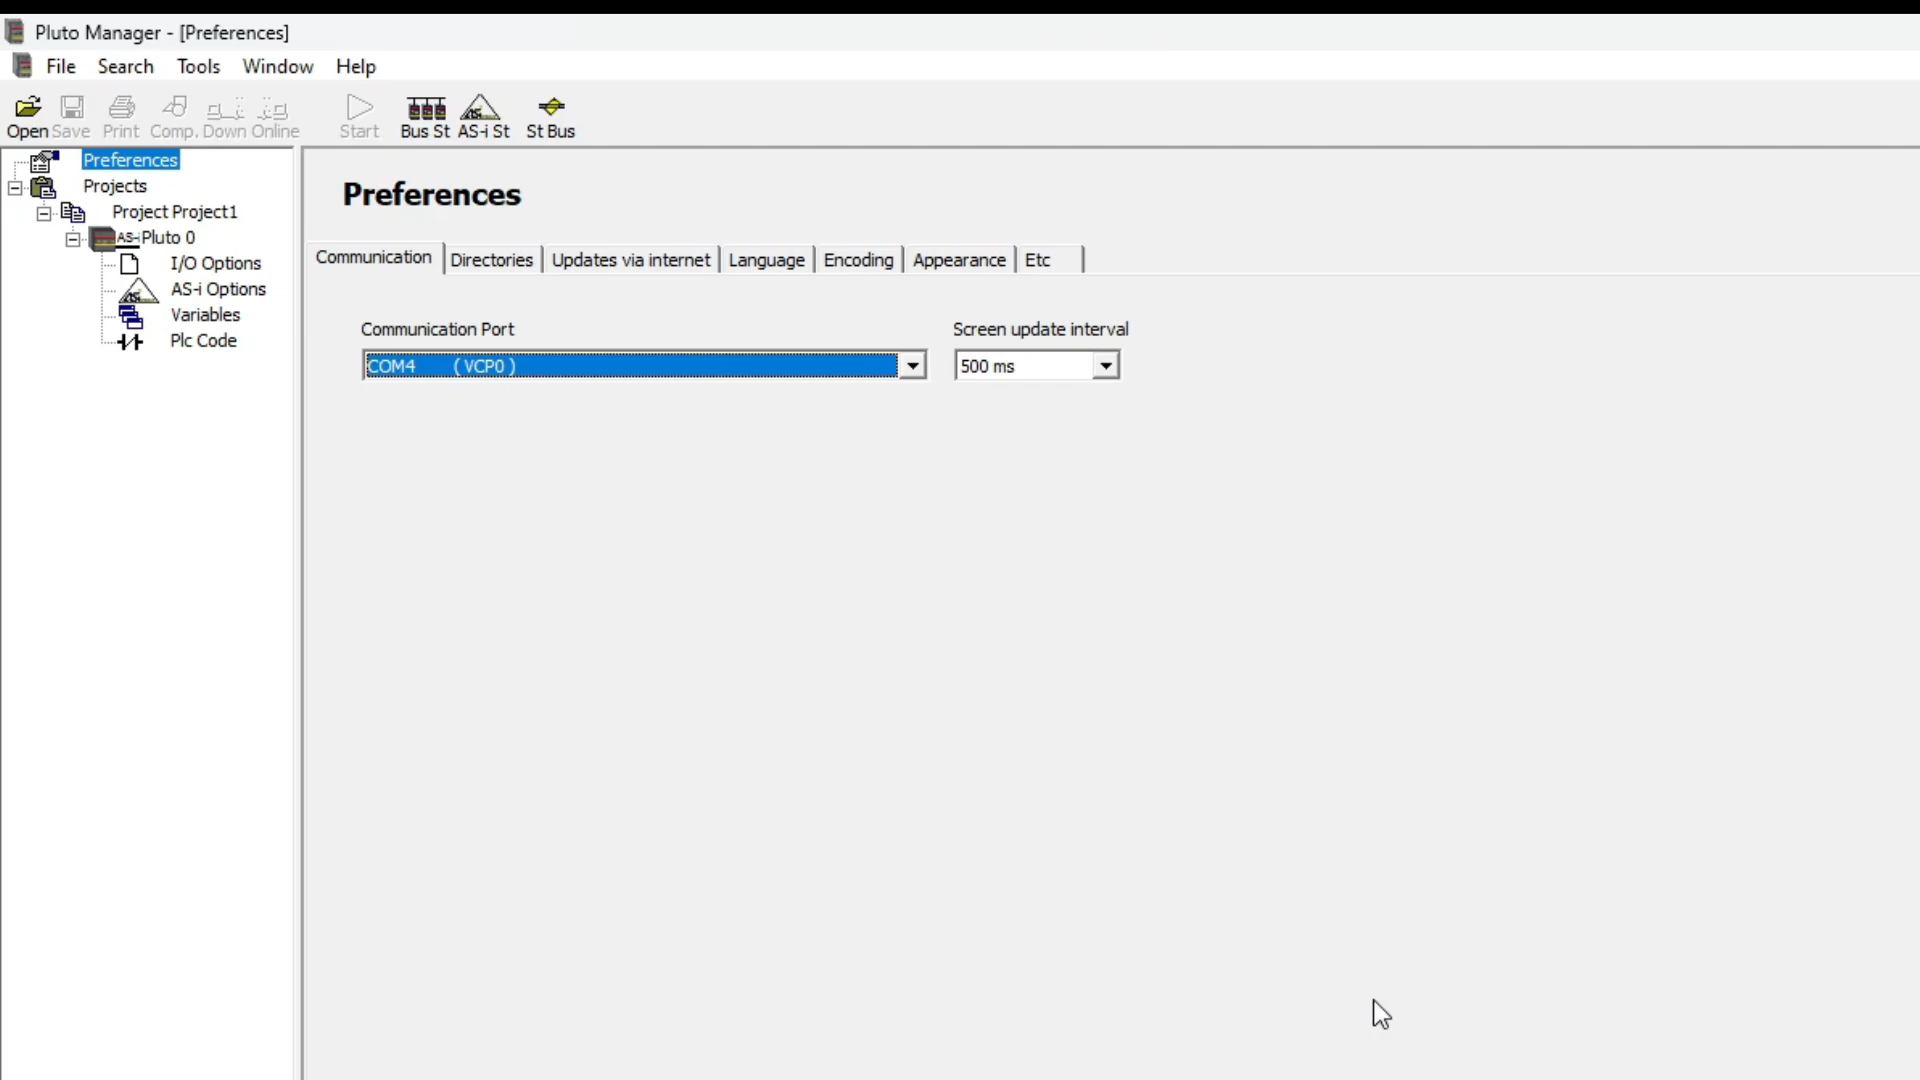 Pluto Manager - [Preferences]
File Search Tools Window Help
Open Save Print Comp. Down Online Start Bus St AS-i St St Bus
Preferences
Projects
Project Project1
AS-i Pluto 0
I/O Options
AS-i Options
Variables
Plc Code
Preferences
Communication Directories Updates via internet Language Encoding Appearance Etc
Communication Port Screen update interval
COM4 ( VCP0 ) 500 ms